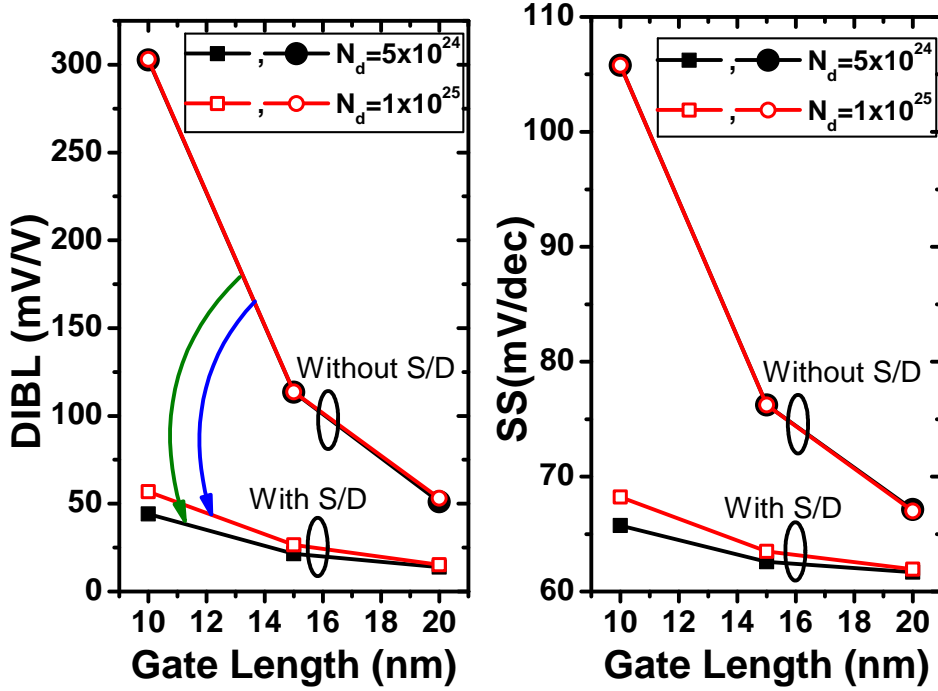 DIBL (mV/V)
300
250
200
150
100
50
0
■ , ● N_d=5x10^24
□ , ○ N_d=1x10^25
Without S/D
With S/D
10 12 14 16 18 20
Gate Length (nm)
SS(mV/dec)
110
100
90
80
70
60
■ , ● N_d=5x10^24
□ , ○ N_d=1x10^25
Without S/D
With S/D
10 12 14 16 18 20
Gate Length (nm)